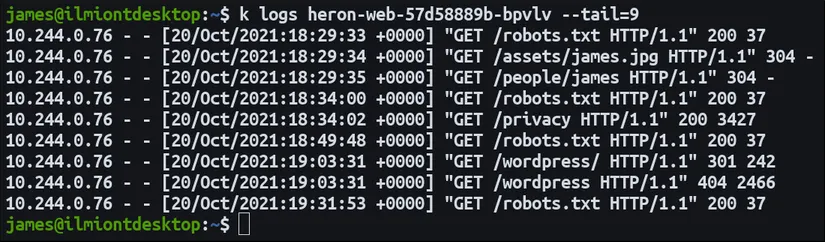 james@ilmiontdesktop:~$ k logs heron-web-57d58889b-bpvlv --tail=9
10.244.0.76 - - [20/Oct/2021:18:29:33 +0000] "GET /robots.txt HTTP/1.1" 200 37
10.244.0.76 - - [20/Oct/2021:18:29:34 +0000] "GET /assets/james.jpg HTTP/1.1" 304 -
10.244.0.76 - - [20/Oct/2021:18:29:35 +0000] "GET /people/james HTTP/1.1" 304 -
10.244.0.76 - - [20/Oct/2021:18:34:00 +0000] "GET /robots.txt HTTP/1.1" 200 37
10.244.0.76 - - [20/Oct/2021:18:34:02 +0000] "GET /privacy HTTP/1.1" 200 3427
10.244.0.76 - - [20/Oct/2021:18:49:48 +0000] "GET /robots.txt HTTP/1.1" 200 37
10.244.0.76 - - [20/Oct/2021:19:03:31 +0000] "GET /wordpress/ HTTP/1.1" 301 242
10.244.0.76 - - [20/Oct/2021:19:03:31 +0000] "GET /wordpress HTTP/1.1" 404 2466
10.244.0.76 - - [20/Oct/2021:19:31:53 +0000] "GET /robots.txt HTTP/1.1" 200 37
james@ilmiontdesktop:~$